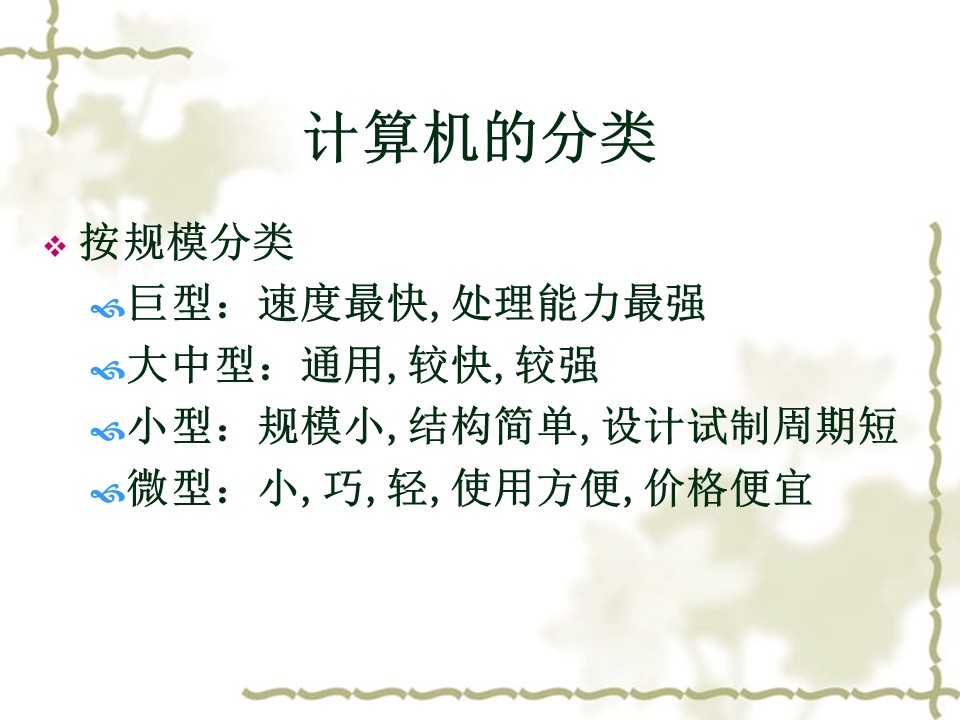 计算机的分类
按规模分类
巨型：速度最快,处理能力最强
大中型：通用,较快,较强
小型：规模小,结构简单,设计试制周期短
微型：小,巧,轻,使用方便,价格便宜